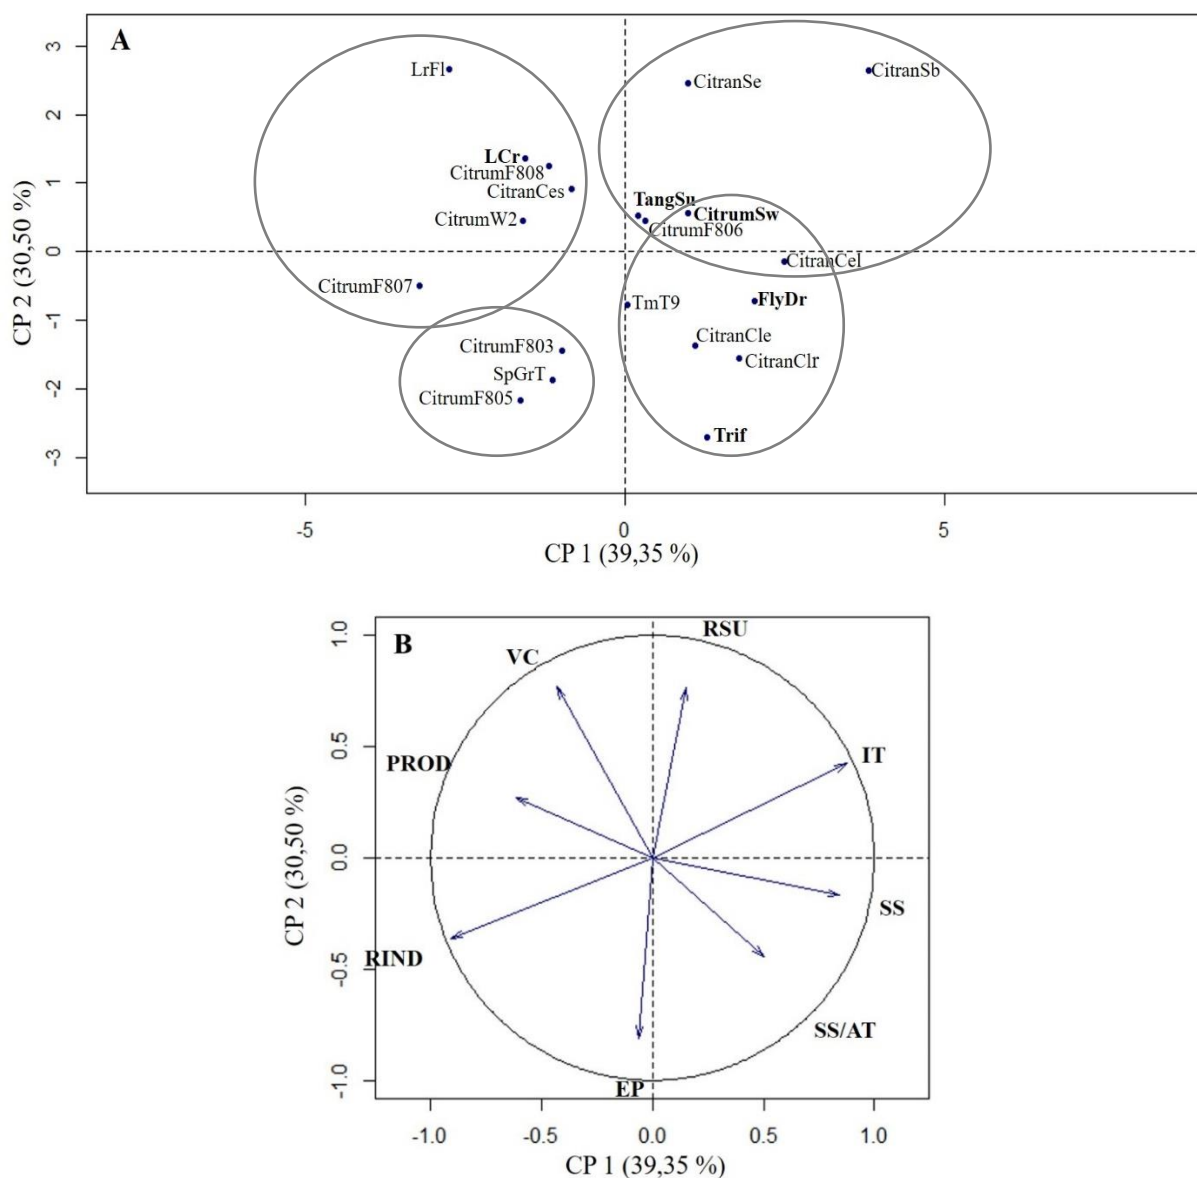 A
3
2
1
0
-1
-2
-3
CP 2 (30,50 %)
LrFl
CitranSe
CitranSb
LCr
CitrumF808
CitranCes
CitrumW2
TangSu
CitrumSw
CitrumF806
CitranCel
CitrumF807
TmT9
FlyDr
CitrumF803
CitranCle
SpGrT
CitranClr
CitrumF805
Trif
-5
0
5
CP 1 (39,35 %)
B
1.0
0.5
0.0
-0.5
-1.0
CP 2 (30,50 %)
RSU
VC
IT
PROD
SS
RIND
SS/AT
EP
-1.0
-0.5
0.0
0.5
1.0
CP 1 (39,35 %)